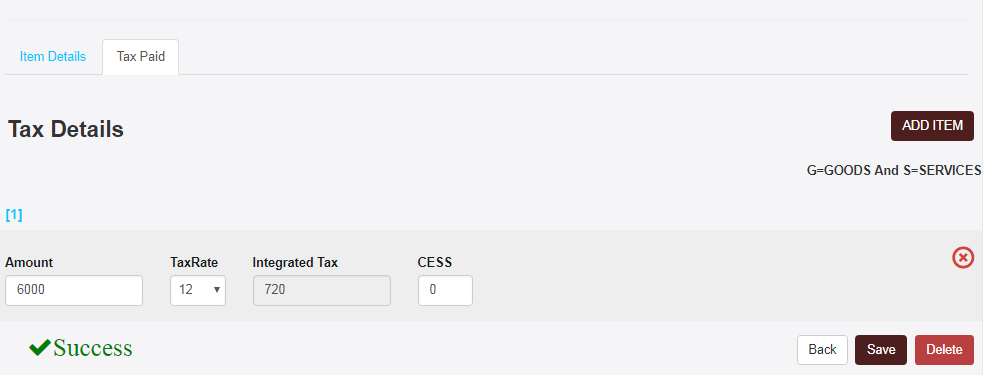 Item Details Tax Paid
Tax Details ADD ITEM
G=GOODS And S=SERVICES
[1]
Amount TaxRate Integrated Tax CESS
6000 12 720 0
Success Back Save Delete